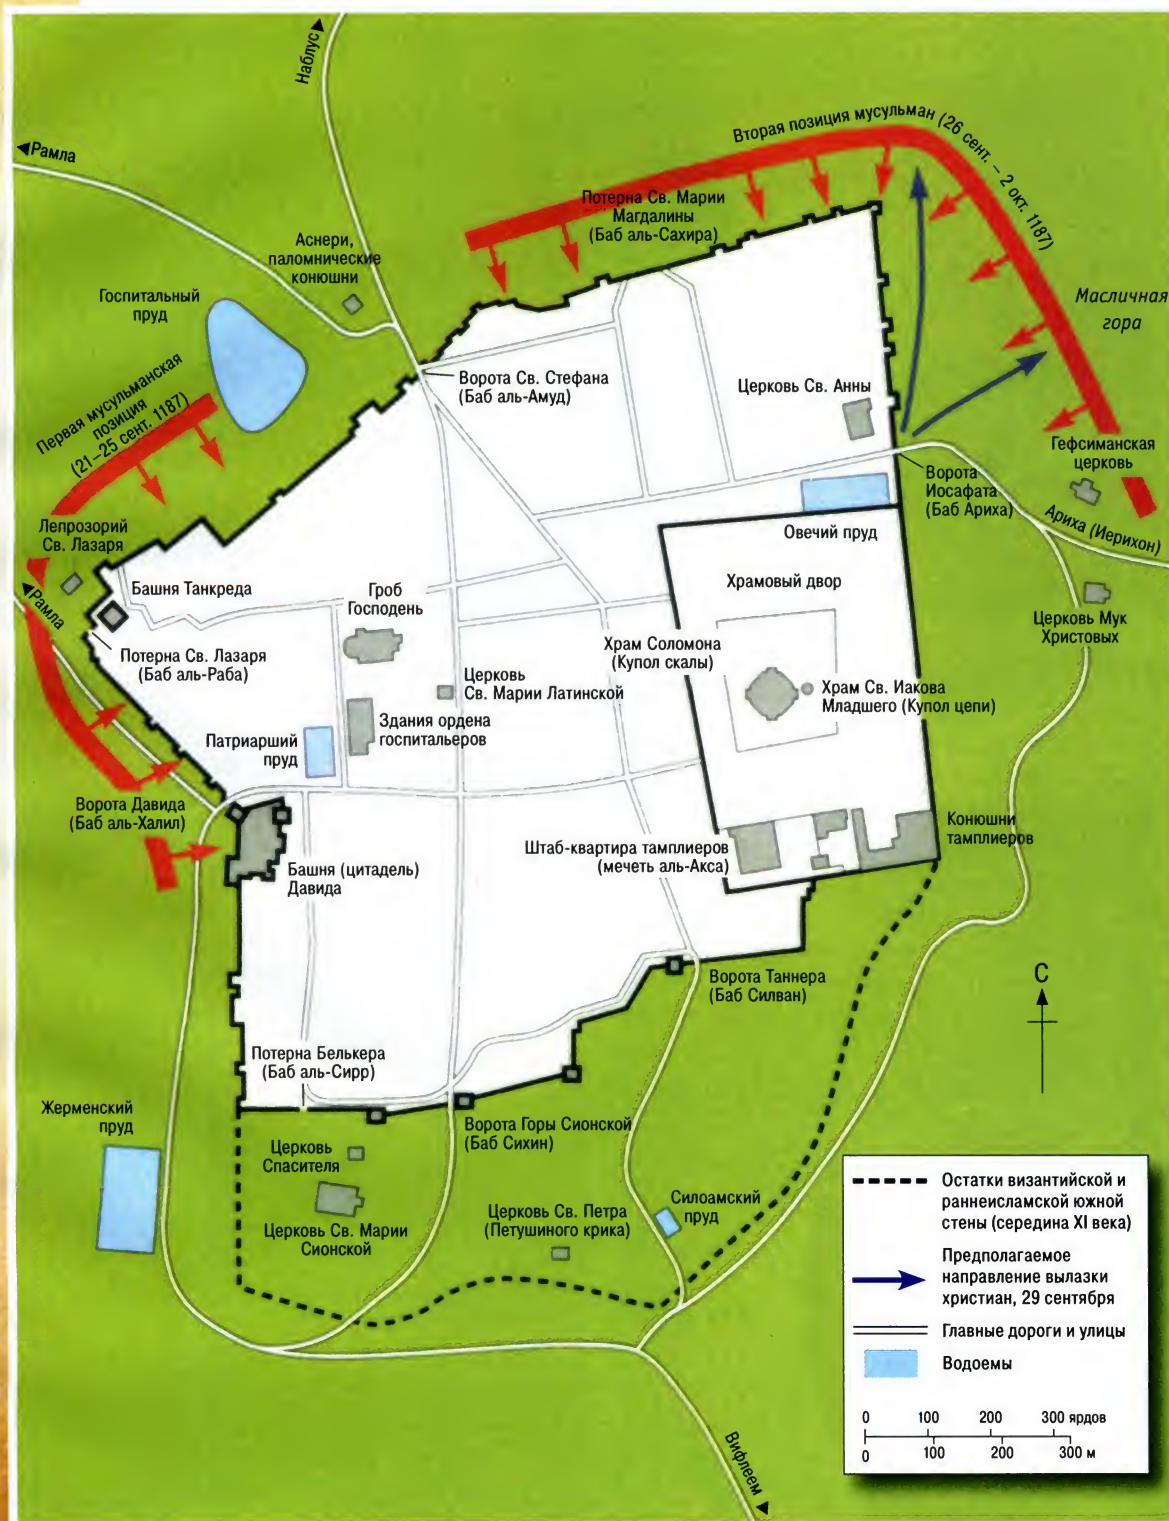 Наблус
Рамла
Вторая позиция мусульман (26 сент. – 2 окт. 1187)
Потерна Св. Марии
Магдалины
(Баб аль-Сахира)
Аснери,
паломнические
конюшни
Госпитальный
пруд
Масличная
гора
Первая мусульманская
позиция
(21–25 сент. 1187)
Ворота Св. Стефана
(Баб аль-Амуд)
Церковь Св. Анны
Гефсиманская
церковь
Ворота
Иосафата
(Баб Ариха)
Ариха (Иерихон)
Лепрозорий
Св. Лазаря
Овечий пруд
Рамла
Башня Танкреда
Гроб
Господень
Храмовый двор
Церковь Мук
Христовых
Потерна Св. Лазаря
(Баб аль-Раба)
Храм Соломона
(Купол скалы)
Церковь
Св. Марии Латинской
Храм Св. Иакова
Младшего (Купол цепи)
Здания ордена
госпитальеров
Патриарший
пруд
Ворота Давида
(Баб аль-Халил)
Конюшни
тамплиеров
Штаб-квартира тамплиеров
(мечеть аль-Акса)
Башня (цитадель)
Давида
Ворота Таннера
(Баб Силван)
С
Потерна Белькера
(Баб аль-Сирр)
Жерменский
пруд
Ворота Горы Сионской
(Баб Сихин)
Церковь
Спасителя
Церковь Св. Марии
Сионской
Церковь Св. Петра
(Петушиного крика)
Силоамский
пруд
Вифлеем
Остатки византийской и
раннеисламской южной
стены (середина XI века)
Предполагаемое
направление вылазки
христиан, 29 сентября
Главные дороги и улицы
Водоемы
0 100 200 300 ярдов
0 100 200 300 м